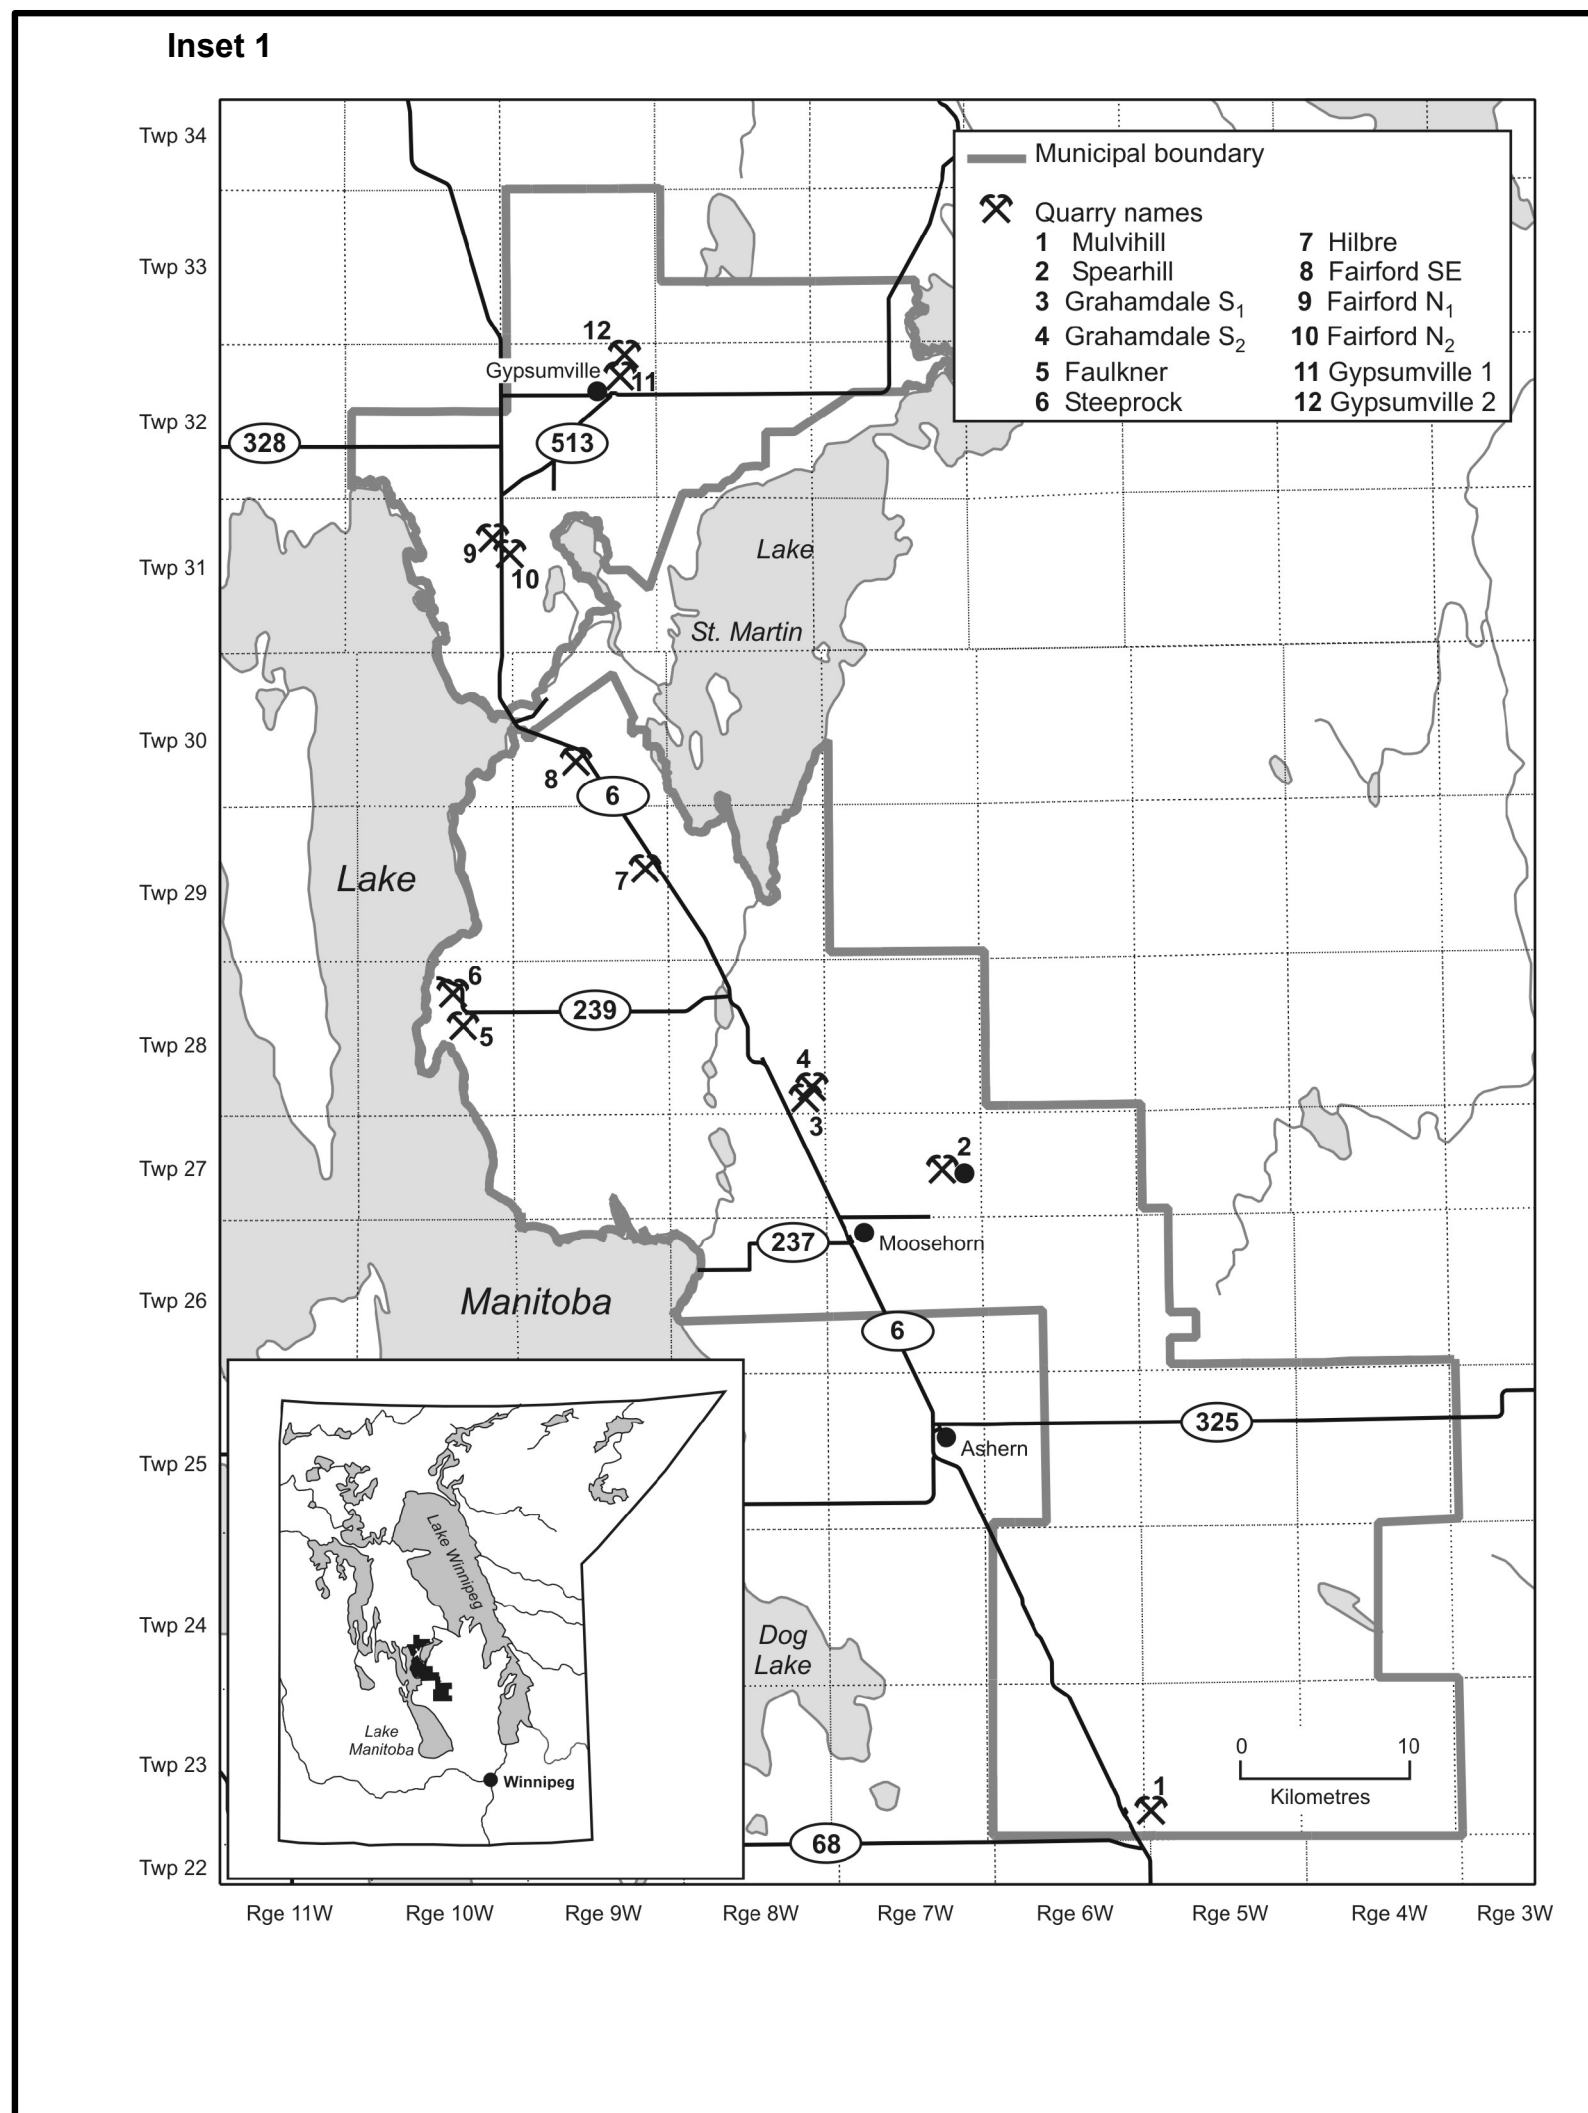 Inset 1
Twp 34
Twp 33
Twp 32
Twp 31
Twp 30
Twp 29
Twp 28
Twp 27
Twp 26
Twp 25
Twp 24
Twp 23
Twp 22
Municipal boundary
Quarry names
1 Mulvihill
2 Spearhill
3 Grahamdale S1
4 Grahamdale S2
5 Faulkner
6 Steeprock
7 Hilbre
8 Fairford SE
9 Fairford N1
10 Fairford N2
11 Gypsumville 1
12 Gypsumville 2
12
Gypsumville
11
328
513
9
10
Lake
St. Martin
8
6
7
Lake
6
239
5
4
3
2
237
Moosehorn
Manitoba
6
325
Ashern
Lake Winnipeg
Lake
Manitoba
Winnipeg
Dog
Lake
0 10
Kilometres
1
68
Rge 11W Rge 10W Rge 9W Rge 8W Rge 7W Rge 6W Rge 5W Rge 4W Rge 3W